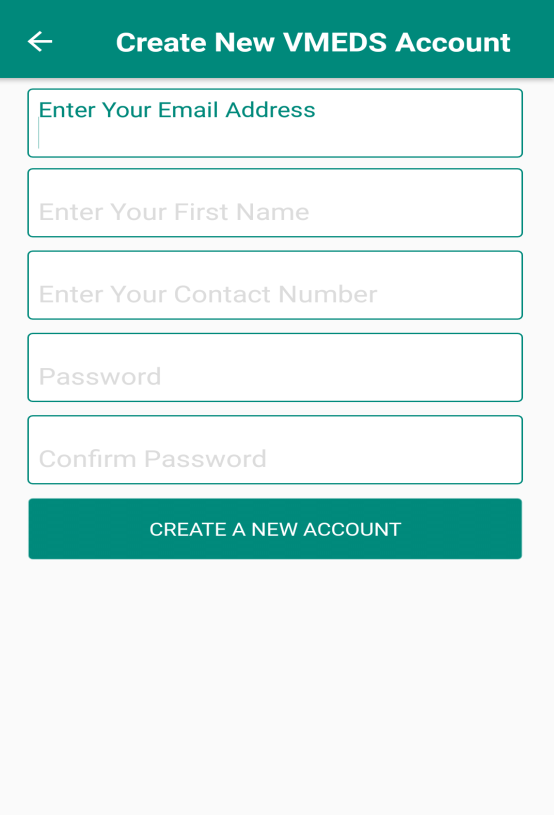 Create New VMEDS Account
Enter Your Email Address
Enter Your First Name
Enter Your Contact Number
Password
Confirm Password
CREATE A NEW ACCOUNT